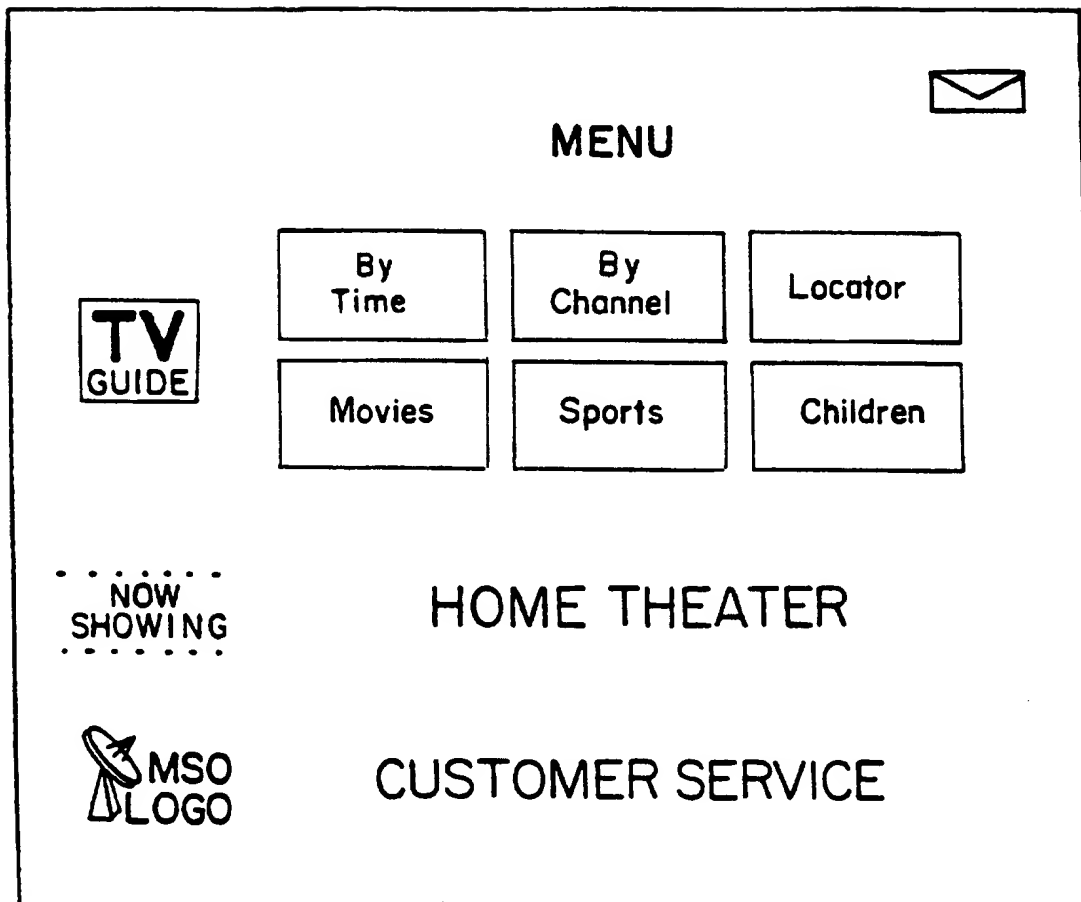 MENU
By
Time
By
Channel
Locator
TV
GUIDE
Movies
Sports
Children
NOW
SHOWING
HOME THEATER
MSO
LOGO
CUSTOMER SERVICE